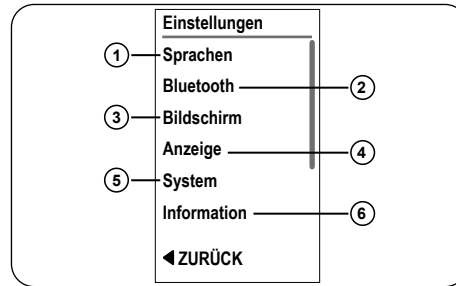 Einstellungen
1 Sprachen
Bluetooth 2
3 Bildschirm
Anzeige 4
5 System
Information 6
◀ ZURÜCK